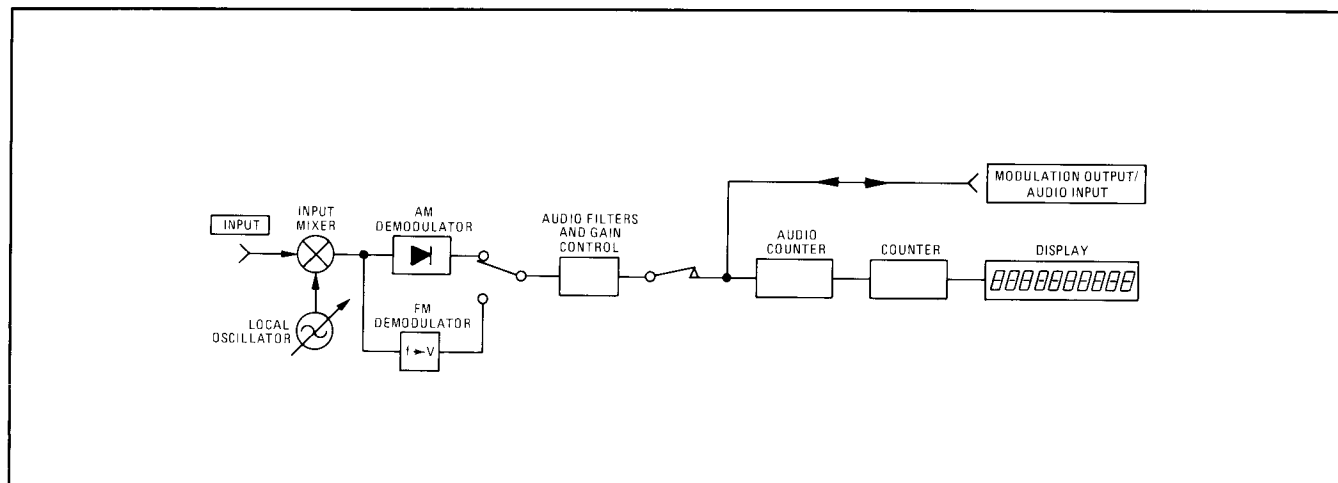 INPUT
INPUT
MIXER
LOCAL
OSCILLATOR
AM
DEMODULATOR
FM
DEMODULATOR
f→V
AUDIO FILTERS
AND GAIN
CONTROL
MODULATION OUTPUT/
AUDIO INPUT
AUDIO
COUNTER
COUNTER
DISPLAY
0000000000